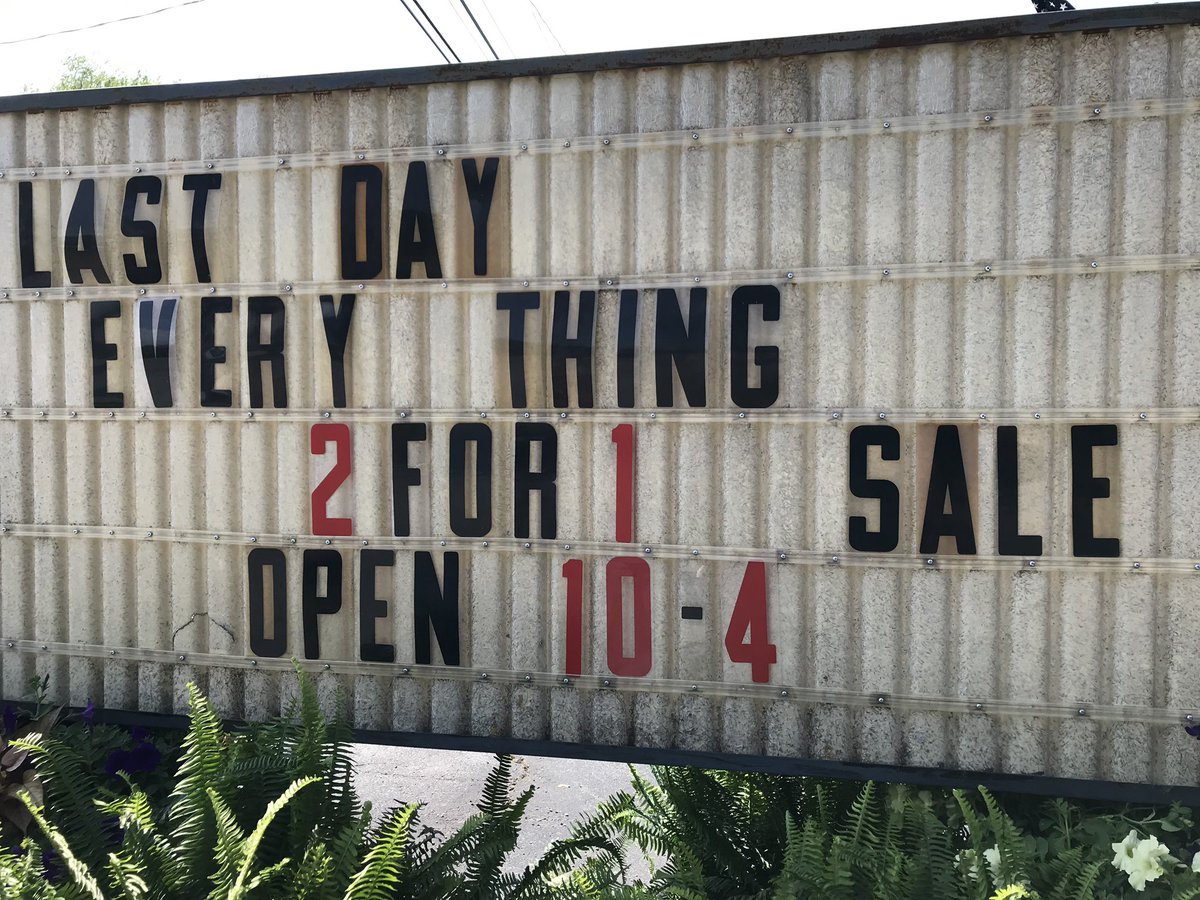 LAST DAY
EVERY THING
2 FOR 1 SALE
OPEN 10-4